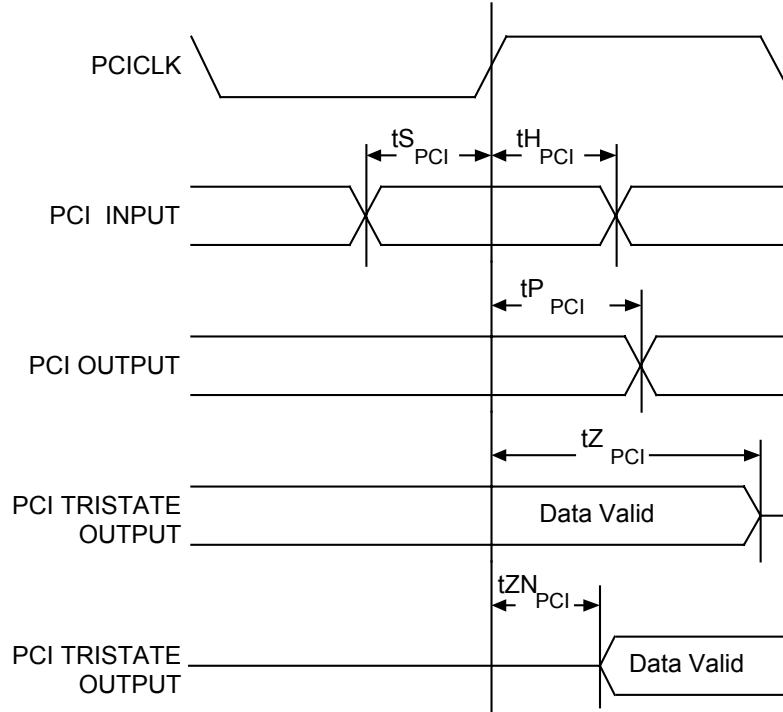 PCICLK
tS PCI
tH PCI
PCI INPUT
tP PCI
PCI OUTPUT
tZ PCI
PCI TRISTATE
OUTPUT
Data Valid
tZN PCI
PCI TRISTATE
OUTPUT
Data Valid